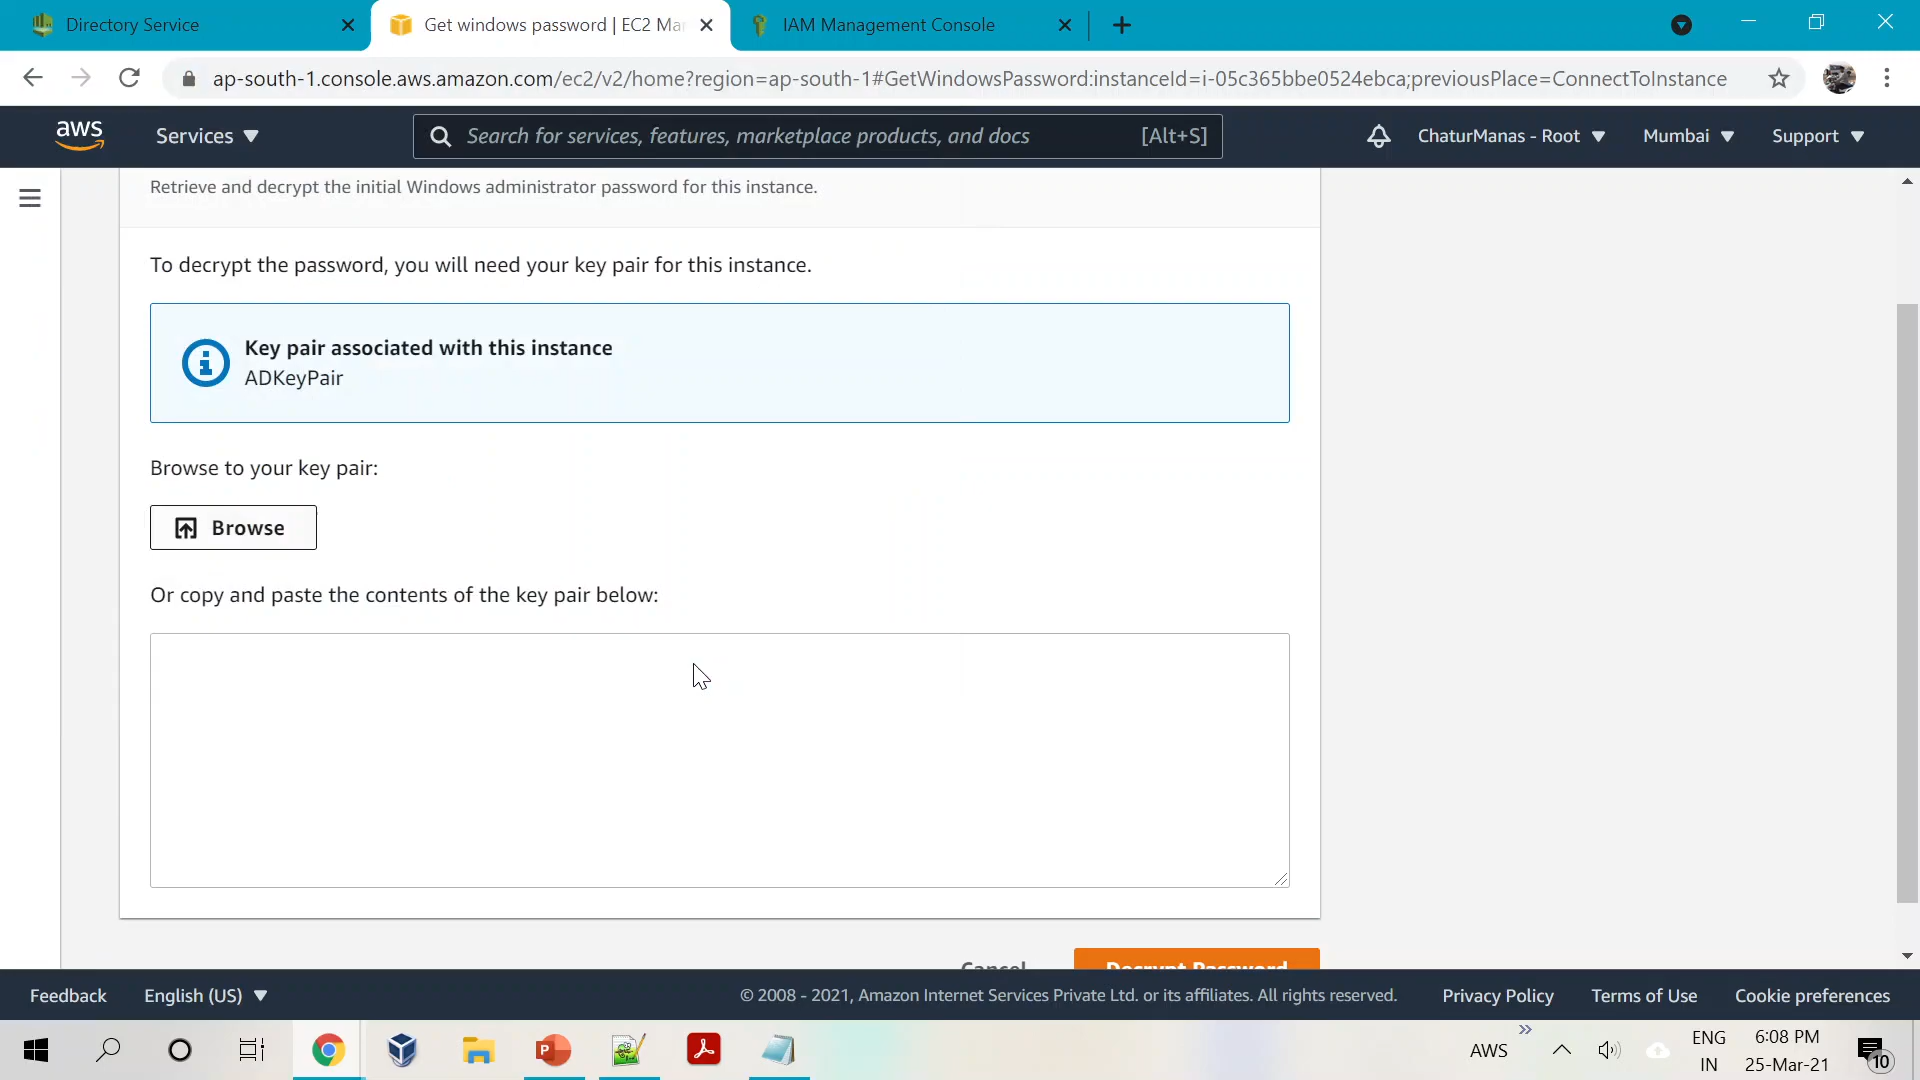 Directory Service
Get windows password | EC2 Ma
IAM Management Console
ap-south-1.console.aws.amazon.com/ec2/v2/home?region=ap-south-1#GetWindowsPassword:instanceId=i-05c365bbe0524ebca;previousPlace=ConnectToInstance
aws
Services
Search for services, features, marketplace products, and docs
[Alt+S]
ChaturManas - Root
Mumbai
Support
Retrieve and decrypt the initial Windows administrator password for this instance.
To decrypt the password, you will need your key pair for this instance.
Key pair associated with this instance
ADKeyPair
Browse to your key pair:
Browse
Or copy and paste the contents of the key pair below:
Cancel
Decrypt Password
Feedback
English (US)
© 2008 - 2021, Amazon Internet Services Private Ltd. or its affiliates. All rights reserved.
Privacy Policy
Terms of Use
Cookie preferences
AWS
ENG
IN
6:08 PM
25-Mar-21
10